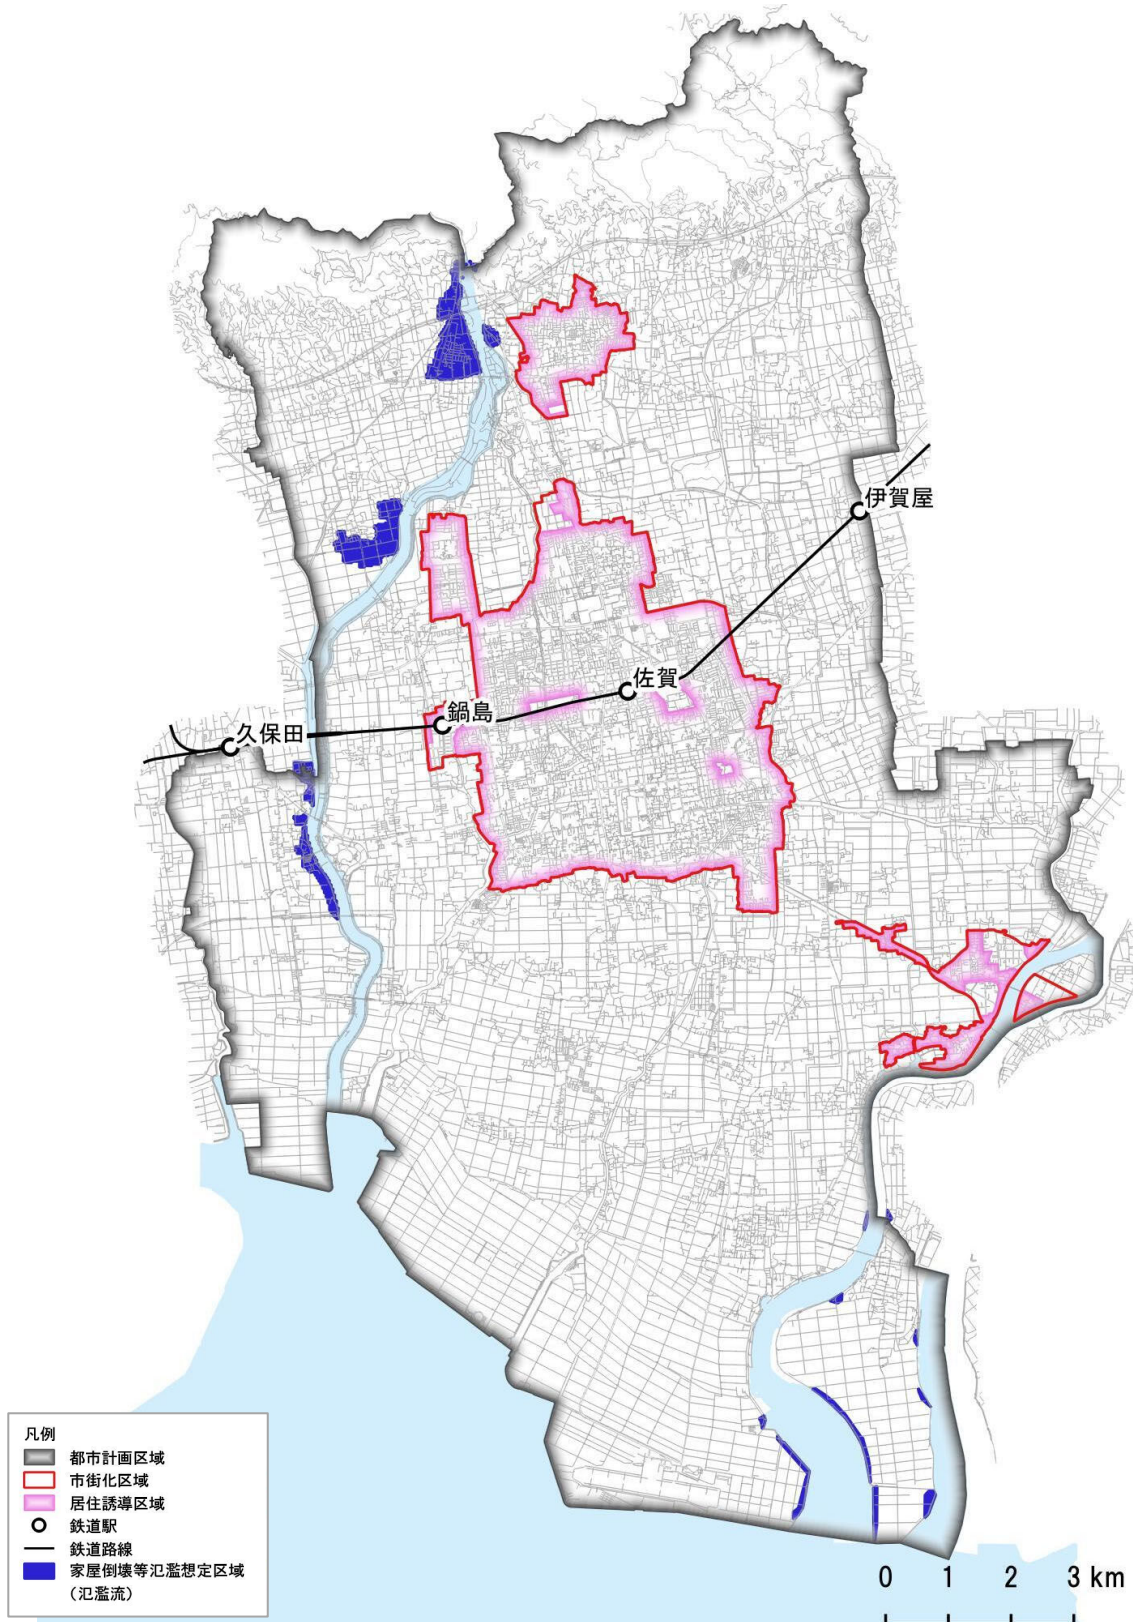 伊賀屋
佐賀
鍋島
久保田
凡例
都市計画区域
市街化区域
居住誘導区域
鉄道駅
鉄道路線
家屋倒壊等氾濫想定区域
（氾濫流）
0 1 2 3 km